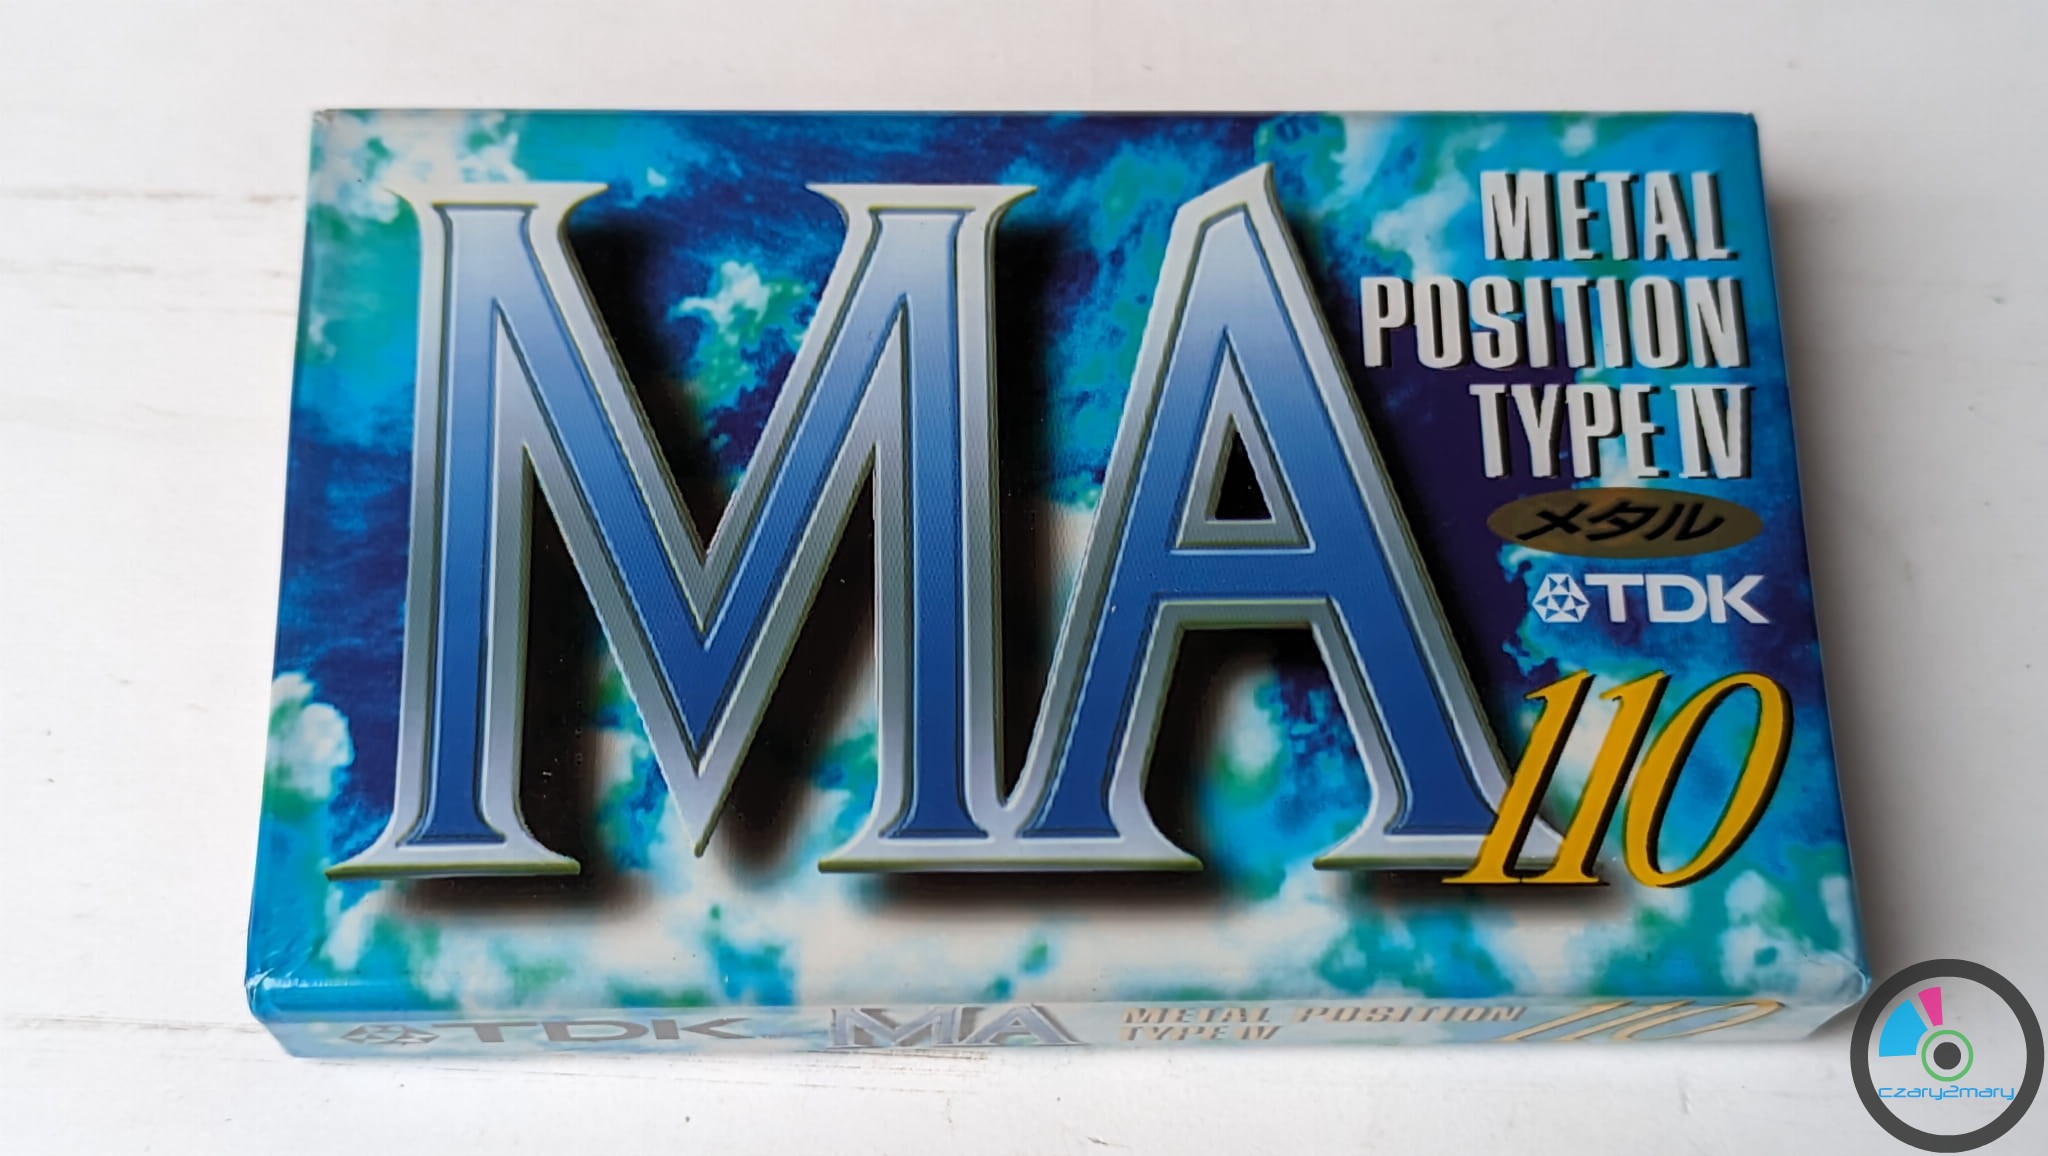 MA
METAL
POSITION
TYPE IV
メタル
TDK
110
TDK MA METAL POSITION
TYPE IV
110
czary2mary